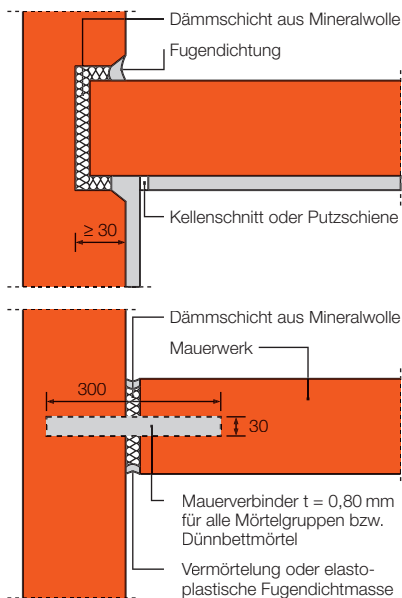 Dämmschicht aus Mineralwolle
Fugendichtung
Kellenschnitt oder Putzschiene
≥ 30
Dämmschicht aus Mineralwolle
Mauerwerk
300
30
Mauerverbinder t = 0,80 mm
für alle Mörtelgruppen bzw.
Dünnbettmörtel
Vermörtelung oder elasto-
plastische Fugendichtmasse